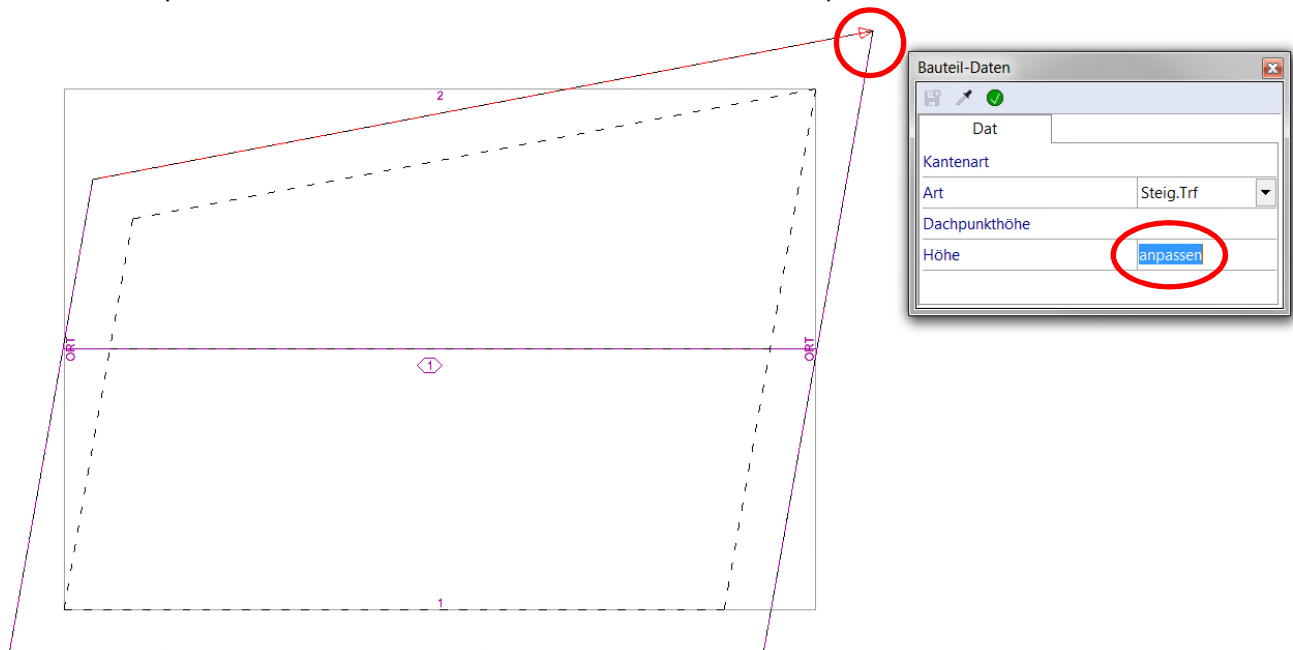 2
ORT
ORT
1
1
Bauteil-Daten
Dat
Kantenart
Art Steig.Trf
Dachpunkthöhe
Höhe anpassen